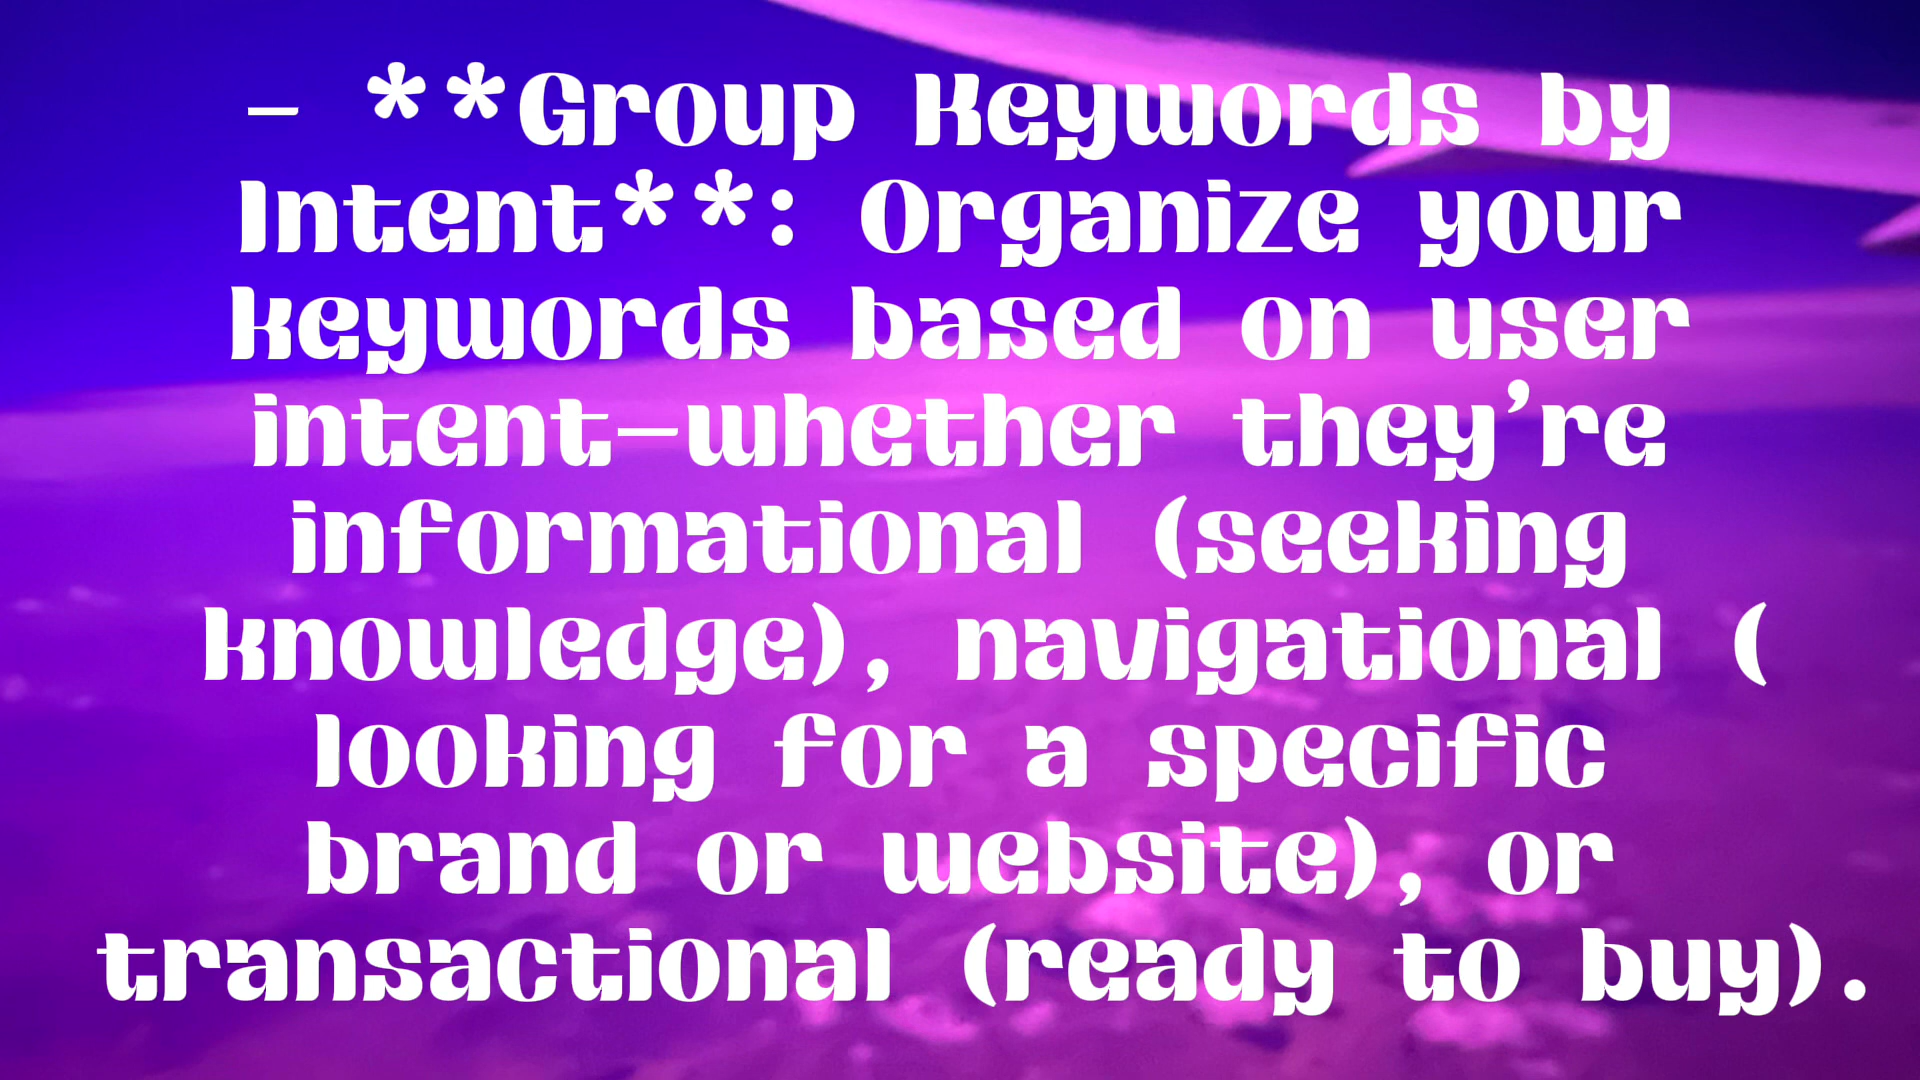 - **Group Keywords by
Intent**: Organize your
keywords based on user
intent—whether they’re
informational (seeking
knowledge), navigational (
looking for a specific
brand or website), or
transactional (ready to buy).